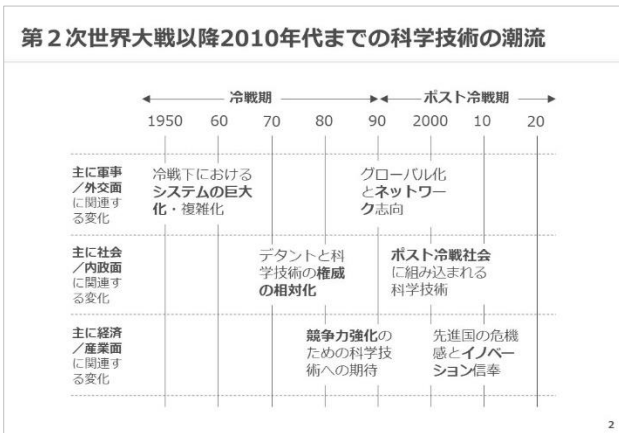 第２次世界大戦以降2010年代までの科学技術の潮流
冷戦期
ポスト冷戦期
1950 60 70 80 90 2000 10 20
主に軍事
／外交面
に関連す
る変化
冷戦下における
システムの巨大
化・複雑化
グローバル化
とネットワー
ク志向
主に社会
／内政面
に関連す
る変化
デタントと科
学技術の権威
の相対化
ポスト冷戦社会
に組み込まれる
科学技術
主に経済
／産業面
に関連す
る変化
競争力強化の
ための科学技
術への期待
先進国の危機
感とイノベー
ション信奉
2